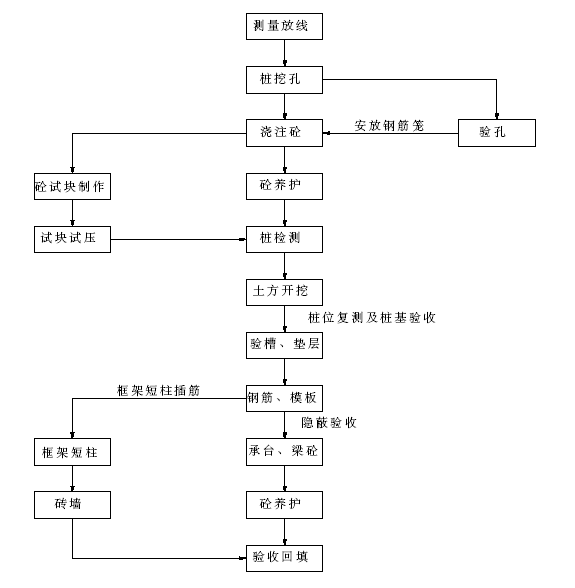 测量放线
桩挖孔
安放钢筋笼
浇注砼
验孔
砼试块制作
砼养护
试块试压
桩检测
土方开挖
桩位复测及桩基验收
验槽、垫层
框架短柱插筋
钢筋、模板
隐蔽验收
框架短柱
承台、梁砼
砖墙
砼养护
验收回填